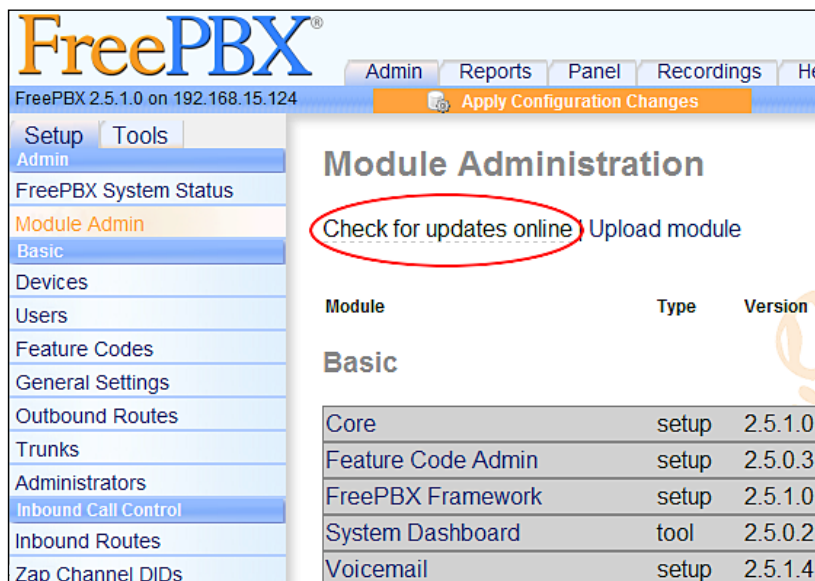 FreePBX®
Admin Reports Panel Recordings
FreePBX 2.5.1.0 on 192.168.15.124
Apply Configuration Changes
Setup Tools
Admin
FreePBX System Status
Module Admin
Basic
Devices
Users
Feature Codes
General Settings
Outbound Routes
Trunks
Administrators
Inbound Call Control
Inbound Routes
Zap Channel DIDs
Module Administration
Check for updates online | Upload module
Module Type Version
Basic
Core setup 2.5.1.0
Feature Code Admin setup 2.5.0.3
FreePBX Framework setup 2.5.1.0
System Dashboard tool 2.5.0.2
Voicemail setup 2.5.1.4